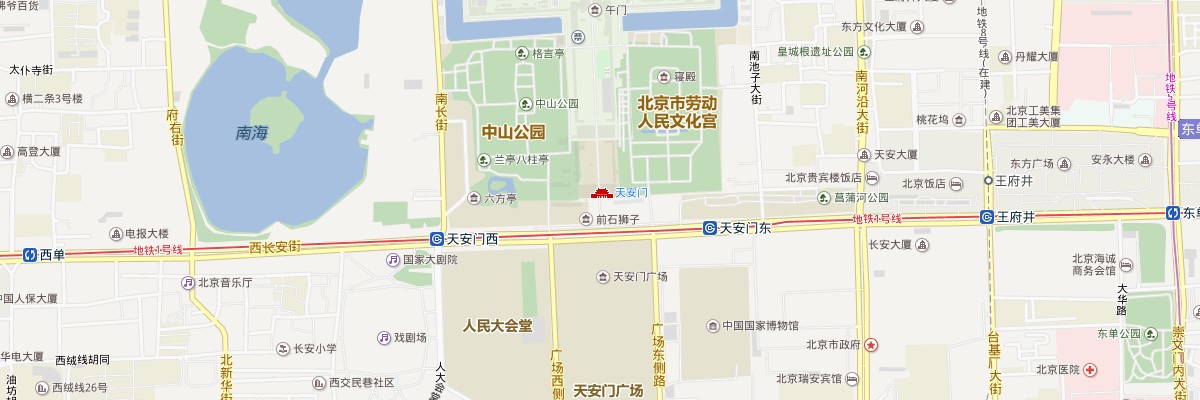 佛爷百货
午门
东方文化大厦
地铁8号线(在建)
格言亭
皇城根遗址公园
丹耀大厦
太仆寺街
南池子大街
寝殿
横二条3号楼
南长街
中山公园
北京市劳动
人民文化宫
南河沿大街
地铁5号线
府右街
南海
中山公园
桃花坞
北京工美集
团工美大厦
东单
高登大厦
兰亭八柱亭
天安大厦
东方广场
安永大楼
北京贵宾楼饭店
北京饭店
王府井
六方亭
天安门
菖蒲河公园
前石狮子
地铁1号线
王府井
东单
电报大楼
天安门西
天安门东
西单
地铁1号线
西长安街
长安大厦
国家大剧院
北京海诚
商务会馆
北京音乐厅
天安门广场
大华路
中国人保大厦
人民大会堂
中国国家博物馆
戏剧场
广场东侧路
东单公园
北京市政府
长安小学
华电大厦
西绒线胡同
北新华街
人大会堂
广场西侧
台基厂大街
崇文门内大街
北京医院
油坊胡
西绒线26号
西交民巷社区
天安门广场
北京瑞安宾馆